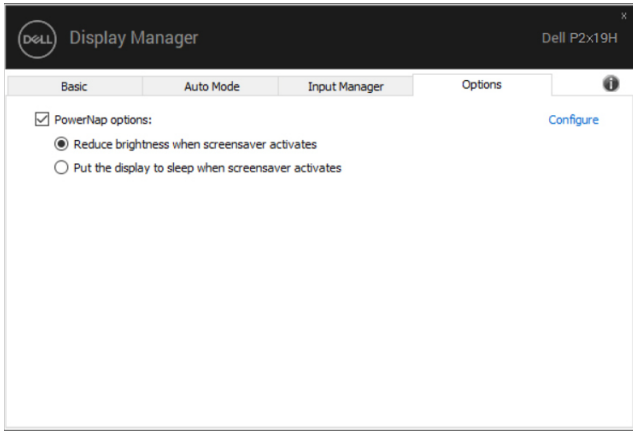 x
DELL Display Manager Dell P2x19H
Basic Auto Mode Input Manager Options i
PowerNap options: Configure
Reduce brightness when screensaver activates
Put the display to sleep when screensaver activates